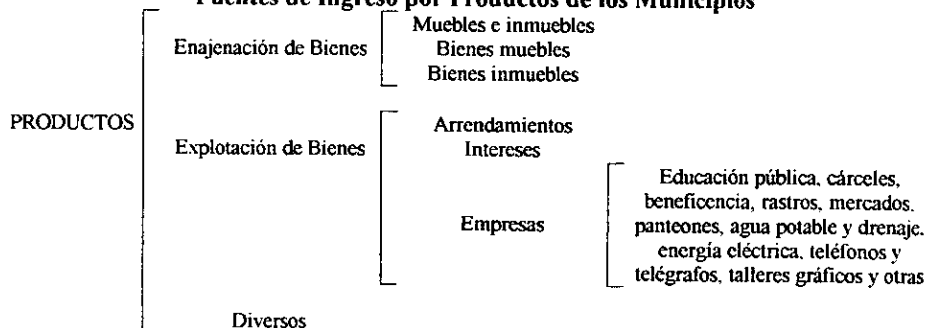 Fuentes de Ingreso por Productos de los Municipios
Muebles e inmuebles
Enajenación de Bienes
Bienes muebles
Bienes inmuebles
PRODUCTOS
Arrendamientos
Explotación de Bienes
Intereses
Educación pública, cárceles,
beneficencia, rastros, mercados.
Empresas
panteones, agua potable y drenaje.
energía eléctrica, teléfonos y
telégrafos, talleres gráficos y otras
Diversos